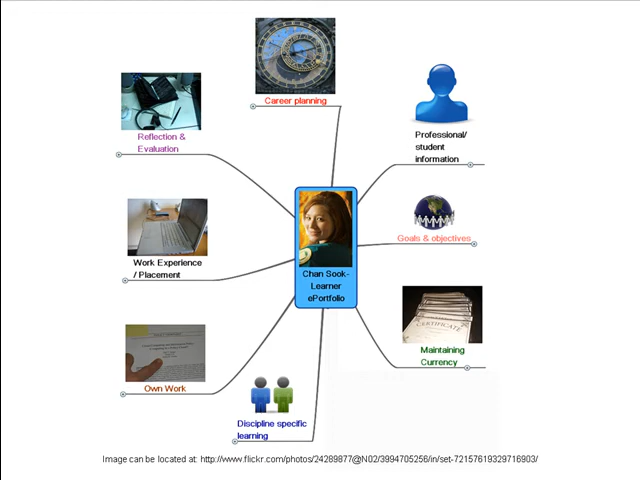 Career planning
Professional/
student
information
Reflection &
Evaluation
Goals & objectives
Work Experience
/ Placement
Chan Sook-
Learner
ePortfolio
CERTIFICATE
Maintaining
Currency
Own Work
Discipline specific
learning
Image can be located at: http://www.flickr.com/photos/24289877@N02/3994705256/in/set-72157619329716903/